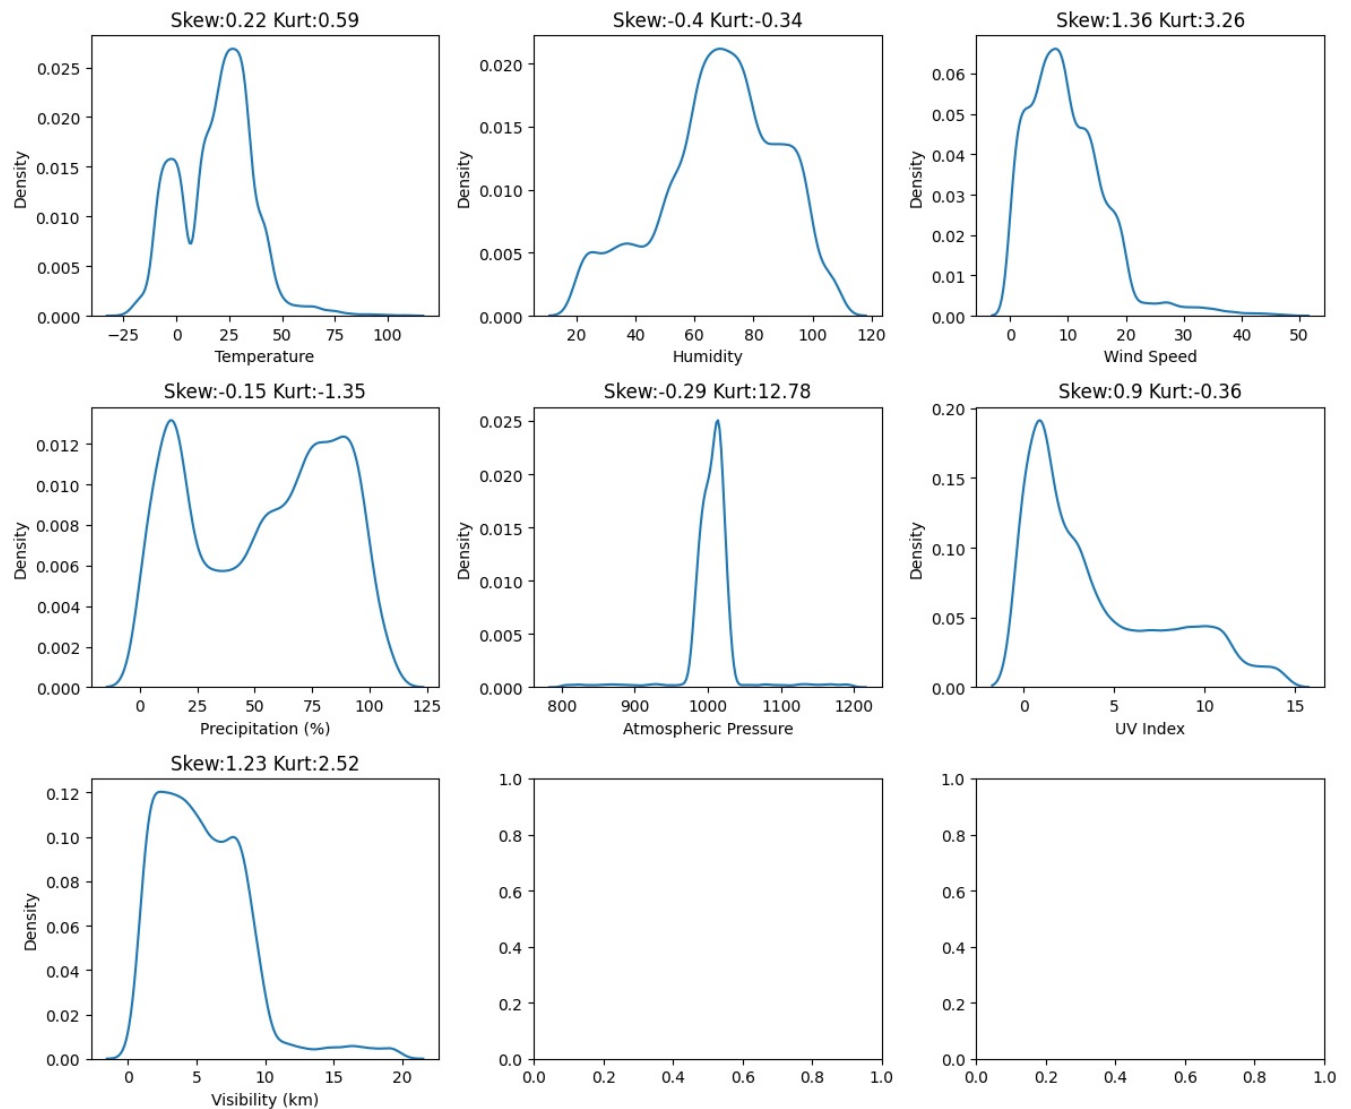 Skew:0.22 Kurt:0.59
0.025
0.020
0.015
0.010
0.005
0.000
Density
−25 0 25 50 75 100
Temperature
Skew:-0.4 Kurt:-0.34
0.020
0.015
0.010
0.005
0.000
Density
20 40 60 80 100 120
Humidity
Skew:1.36 Kurt:3.26
0.06
0.05
0.04
0.03
0.02
0.01
0.00
Density
0 10 20 30 40 50
Wind Speed
Skew:-0.15 Kurt:-1.35
0.012
0.010
0.008
0.006
0.004
0.002
0.000
Density
0 25 50 75 100 125
Precipitation (%)
Skew:-0.29 Kurt:12.78
0.025
0.020
0.015
0.010
0.005
0.000
Density
800 900 1000 1100 1200
Atmospheric Pressure
Skew:0.9 Kurt:-0.36
0.20
0.15
0.10
0.05
0.00
Density
0 5 10 15
UV Index
Skew:1.23 Kurt:2.52
0.12
0.10
0.08
0.06
0.04
0.02
0.00
Density
0 5 10 15 20
Visibility (km)
1.0
0.8
0.6
0.4
0.2
0.0
0.0 0.2 0.4 0.6 0.8 1.0
1.0
0.8
0.6
0.4
0.2
0.0
0.0 0.2 0.4 0.6 0.8 1.0